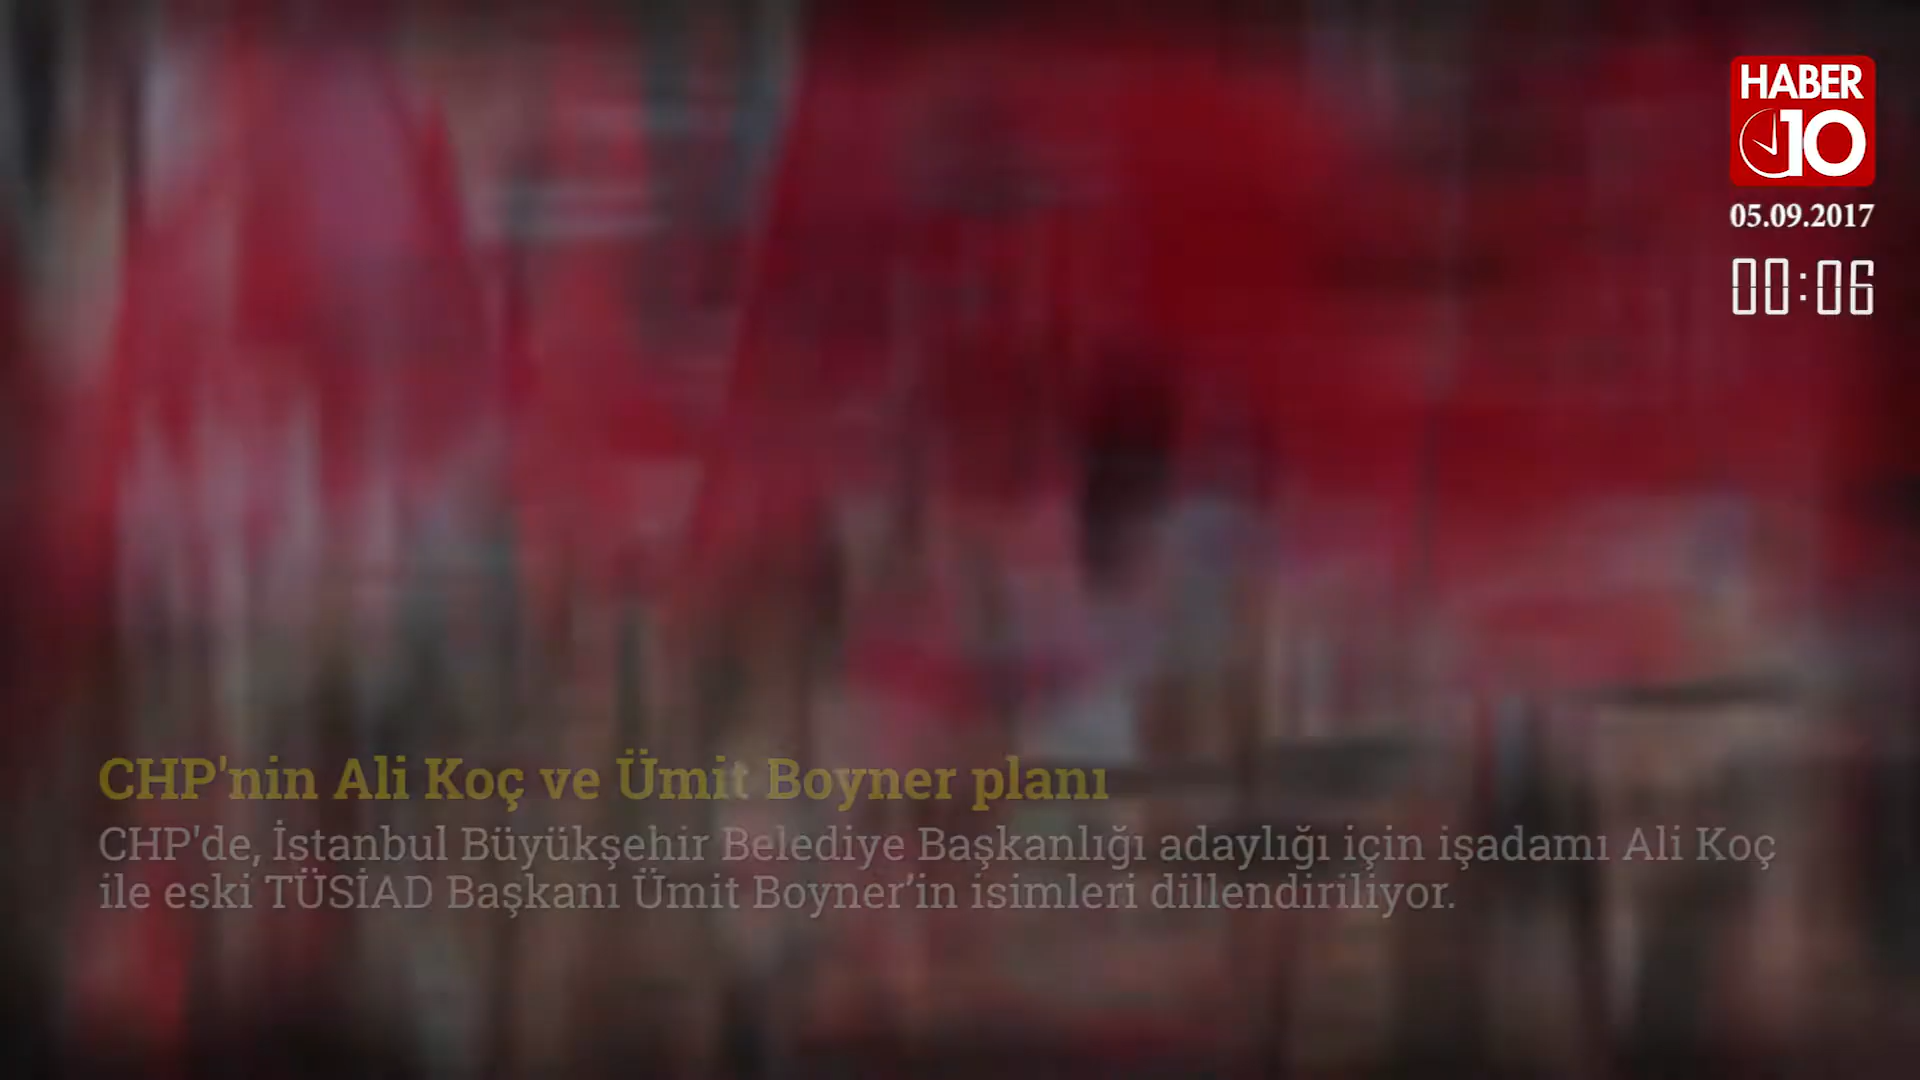 HABER
10
05.09.2017
00:06
CHP'nin Ali Koç ve Ümit Boyner planı
CHP'de, İstanbul Büyükşehir Belediye Başkanlığı adaylığı için işadamı Ali Koç
ile eski TÜSİAD Başkanı Ümit Boyner’in isimleri dillendiriliyor.